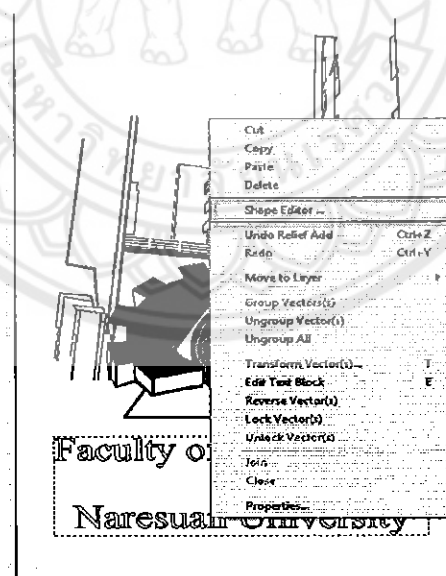 Cut
Copy
Paste
Delete
Shape Editor ...
Undo Relief Add Ctrl+Z
Redo Ctrl+Y
Move to Layer
Group Vectors(s)
Ungroup Vector(s)
Ungroup All
Transform Vector(s)... T
Edit Text Block E
Reverse Vector(s)
Lock Vector(s)
Unlock Vector(s)
Join
Close
Properties...
Faculty o
Naresuan University